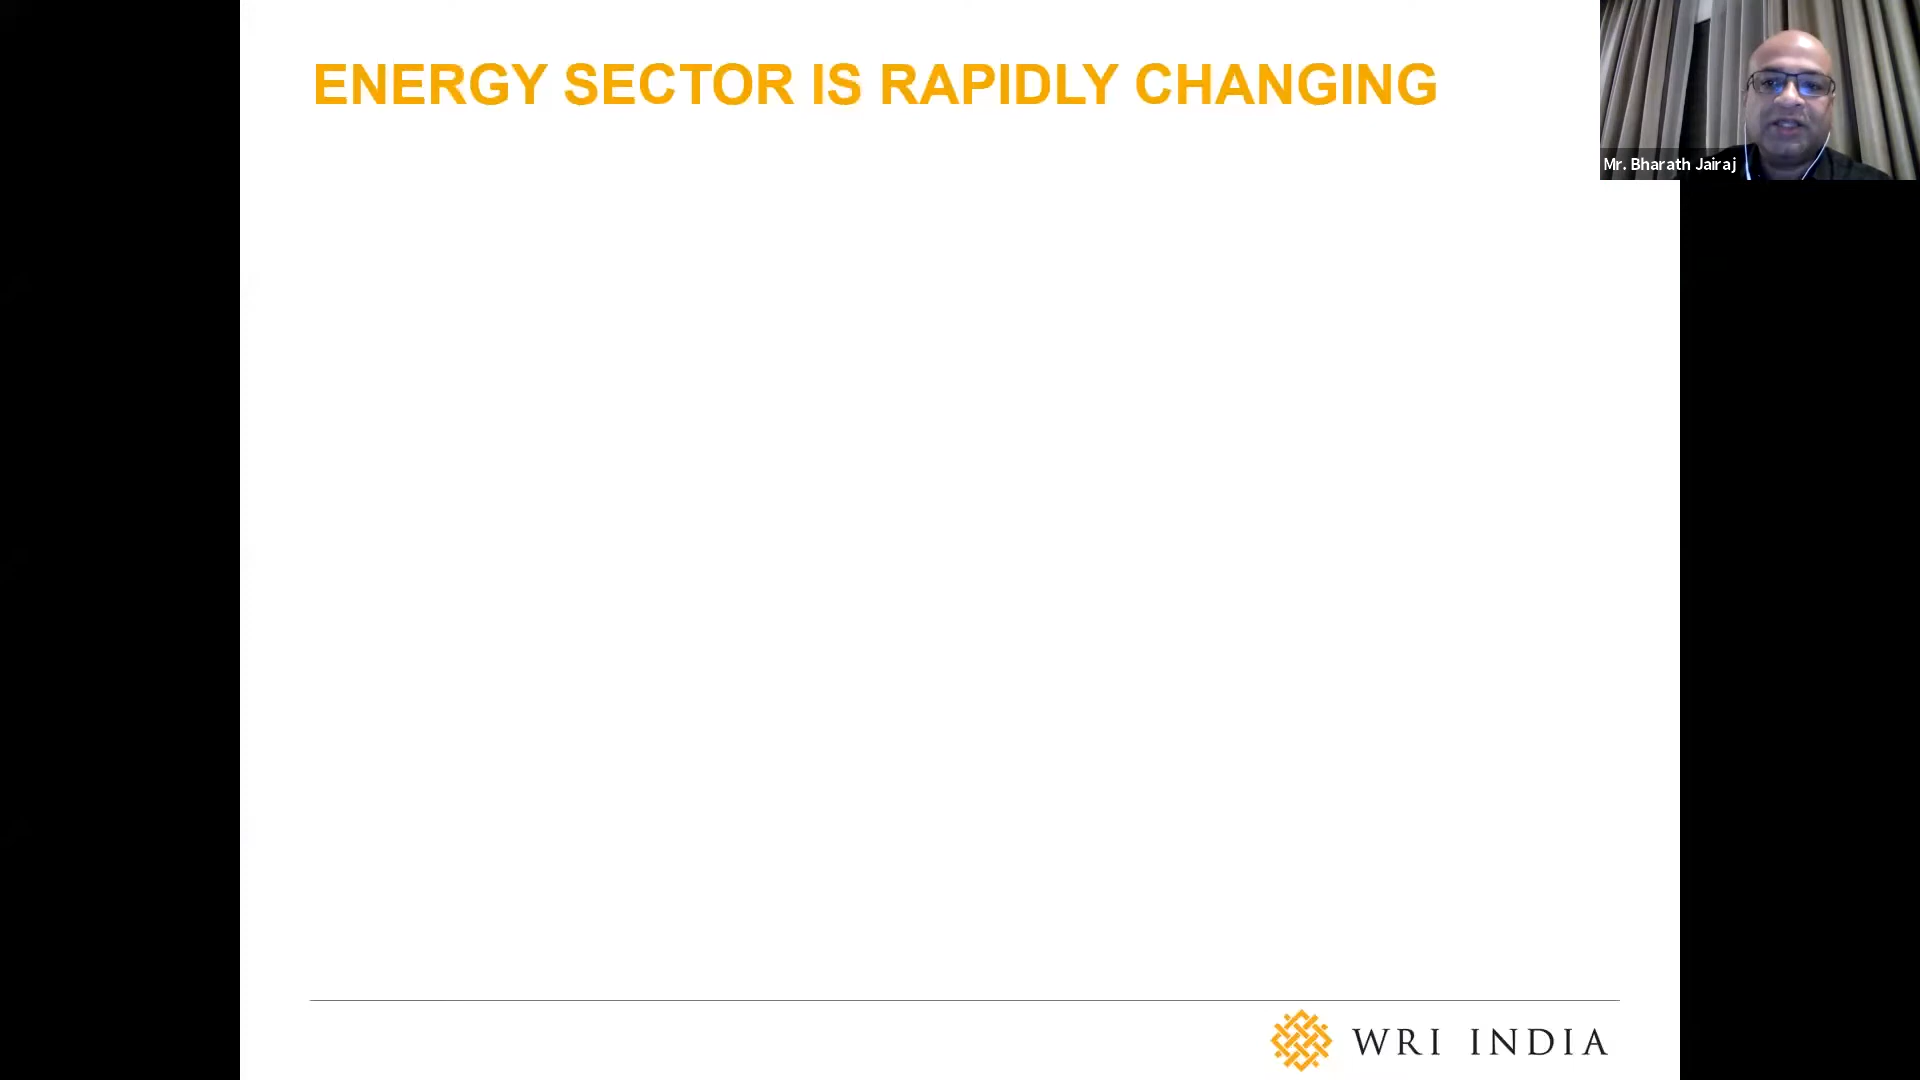 ENERGY SECTOR IS RAPIDLY CHANGING
Mr. Bharath Jairaj
WRI INDIA